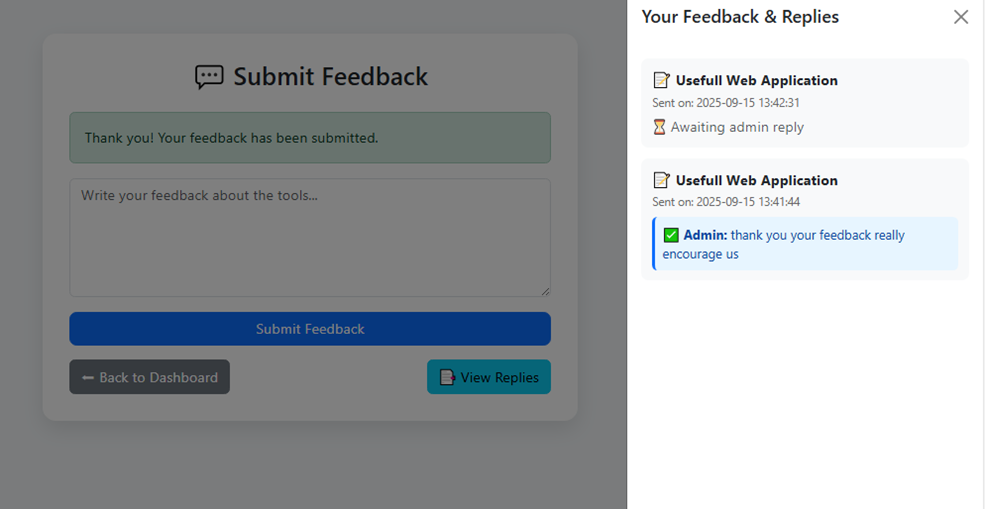 💬 Submit Feedback
Thank you! Your feedback has been submitted.
Write your feedback about the tools...
Submit Feedback
⬅ Back to Dashboard
📑 View Replies
Your Feedback & Replies
📝 Usefull Web Application
Sent on: 2025-09-15 13:42:31
⏳ Awaiting admin reply
📝 Usefull Web Application
Sent on: 2025-09-15 13:41:44
✅ Admin: thank you your feedback really
encourage us